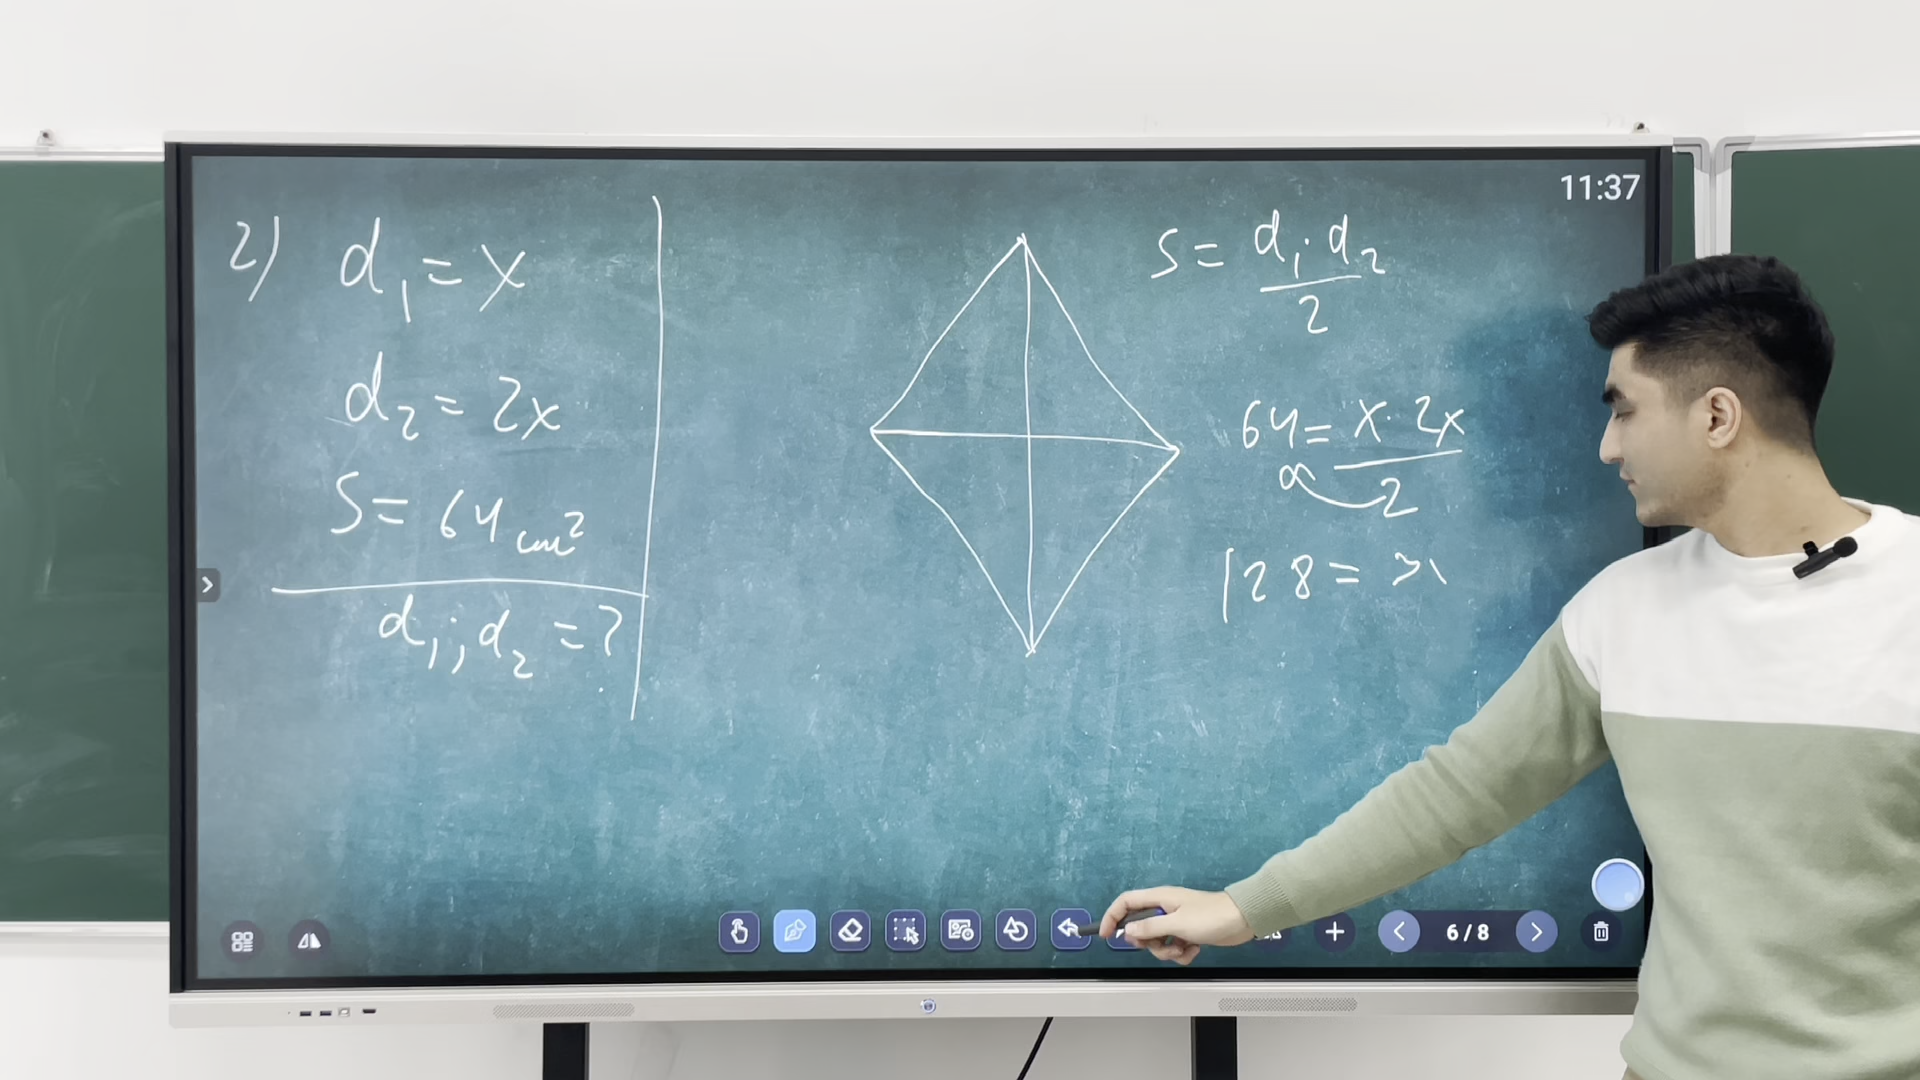 11:37
2) d₁ = x
d₂ = 2x
S = 64 cm²
d₁; d₂ = ?
S = d₁ · d₂ / 2
64 = x · 2x / 2
128 =
6 / 8